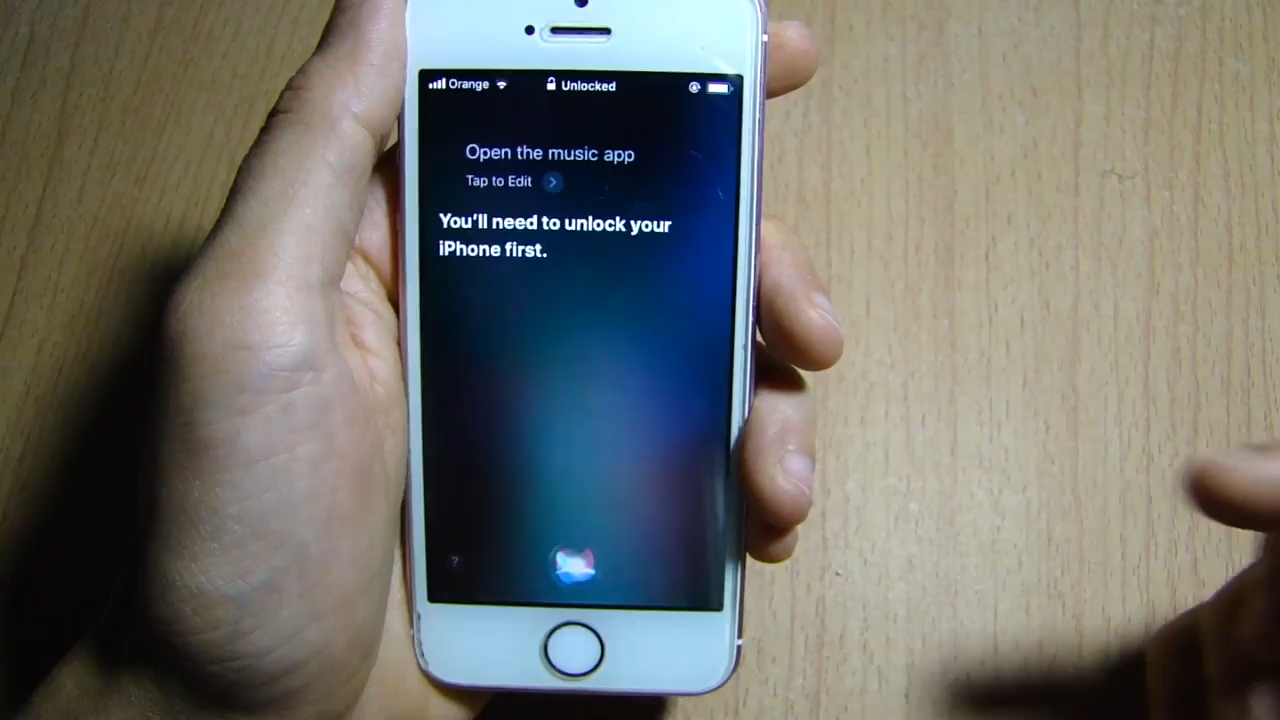 Orange Unlocked
Open the music app
Tap to Edit
You'll need to unlock your
iPhone first.
?